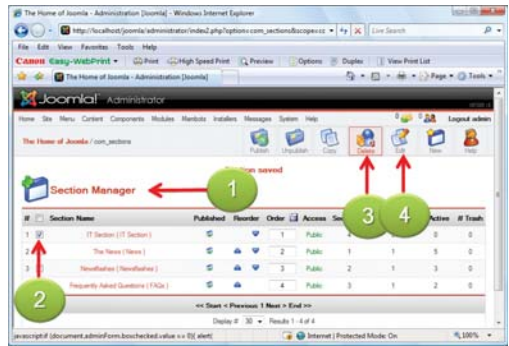 The Home of Joomla - Administration [Joomla] - Windows Internet Explorer
http://localhost/joomla/administrator/index2.php?option=com_sections&scope=cc
Live Search
File Edit View Favorites Tools Help
Canon Easy-WebPrint Print High Speed Print Preview Options Duplex View Print List
The Home of Joomla - Administration [Joomla]
Page Tools
Joomla! Administrator
Home Site Menu Content Components Modules Mambots Installers Messages System Help
0 Logout admin
The Home of Joomla / com_sections
Publish Unpublish Copy Delete Edit New Help
saved
Section Manager
1
3
4
2
# Section Name Published Reorder Order Access Active # Trash
1 IT Section ( IT Section ) 1 Public 0 0
2 The News ( News ) 2 Public 1 1 5 0
3 Newsflashes ( Newsflashes ) 3 Public 2 1 3 0
Frequently Asked Questions ( FAQs ) 4 Public 3 1 2 0
<< Start < Previous 1 Next > End >>
Display # 30 Results 1 - 4 of 4
javascript:if (document.adminForm.boxchecked.value == 0){ alert(
Internet | Protected Mode: On
100%